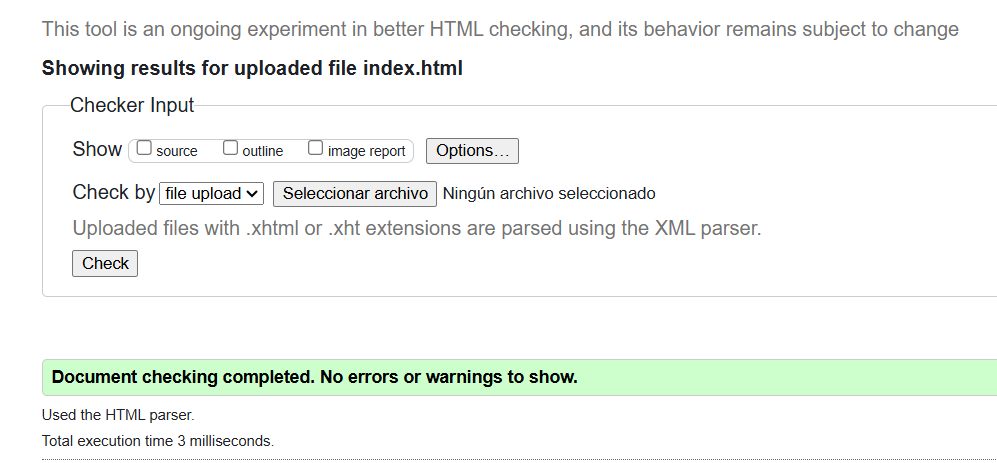 This tool is an ongoing experiment in better HTML checking, and its behavior remains subject to change
Showing results for uploaded file index.html
Checker Input
Show source outline image report Options...
Check by file upload Seleccionar archivo Ningún archivo seleccionado
Uploaded files with .xhtml or .xht extensions are parsed using the XML parser.
Check
Document checking completed. No errors or warnings to show.
Used the HTML parser.
Total execution time 3 milliseconds.